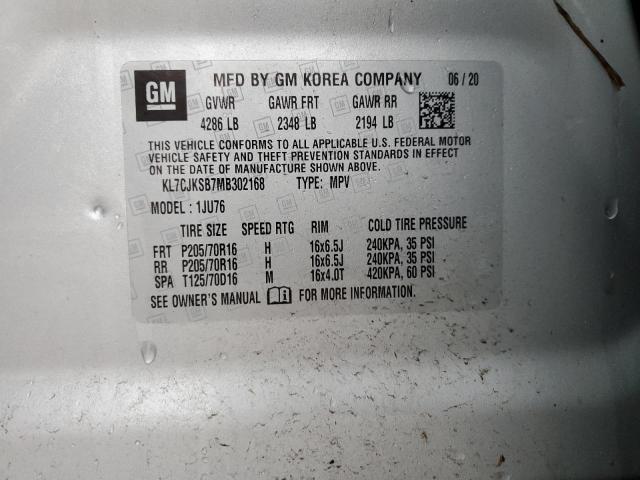 GM MFD BY GM KOREA COMPANY 06/20
GVWR GAWR FRT GAWR RR
4286 LB 2348 LB 2194 LB
THIS VEHICLE CONFORMS TO ALL APPLICABLE U.S. FEDERAL MOTOR
VEHICLE SAFETY AND THEFT PREVENTION STANDARDS IN EFFECT
ON THE DATE OF MANUFACTURE SHOWN ABOVE.
KL7CJKSB7MB302168 TYPE: MPV
MODEL: 1JU76
TIRE SIZE SPEED RTG RIM COLD TIRE PRESSURE
FRT P205/70R16 H 16x6.5J 240KPA, 35 PSI
RR P205/70R16 H 16x6.5J 240KPA, 35 PSI
SPA T125/70D16 M 16x4.0T 420KPA, 60 PSI
SEE OWNER'S MANUAL FOR MORE INFORMATION.